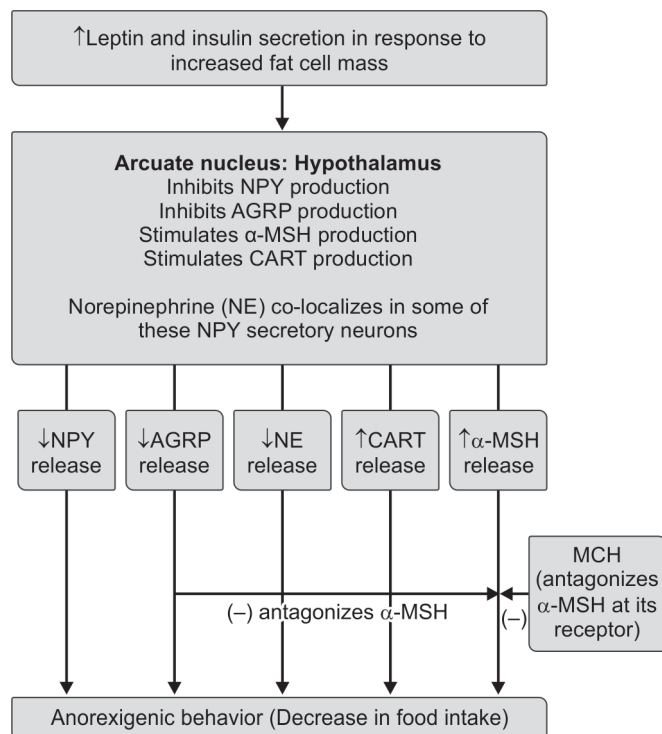 ↑Leptin and insulin secretion in response to
increased fat cell mass
Arcuate nucleus: Hypothalamus
Inhibits NPY production
Inhibits AGRP production
Stimulates α-MSH production
Stimulates CART production
Norepinephrine (NE) co-localizes in some of
these NPY secretory neurons
↓NPY
release
↓AGRP
release
↓NE
release
↑CART
release
↑α-MSH
release
MCH
(antagonizes
α-MSH at its
receptor)
(–) antagonizes α-MSH
(–)
Anorexigenic behavior (Decrease in food intake)